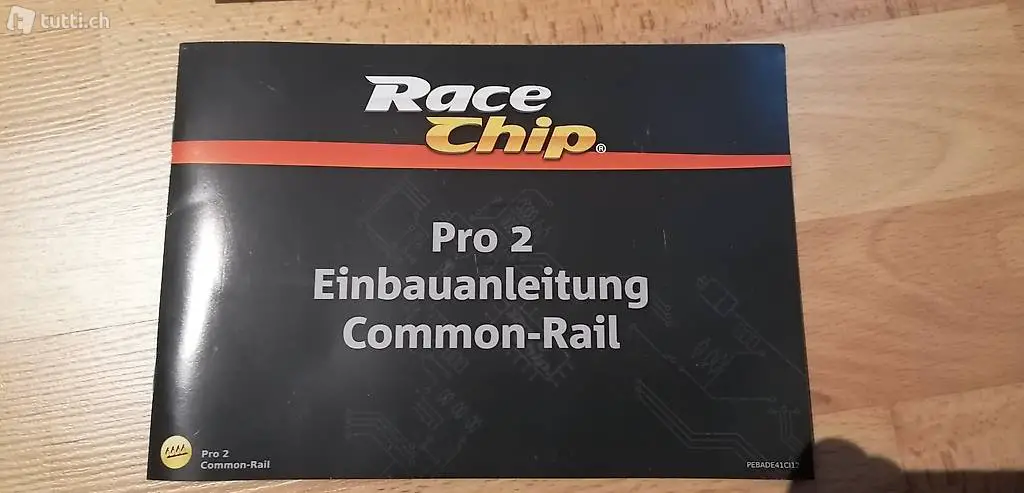 tutti.ch
Race
Chip®
Pro 2
Einbauanleitung
Common-Rail
Pro 2
Common-Rail